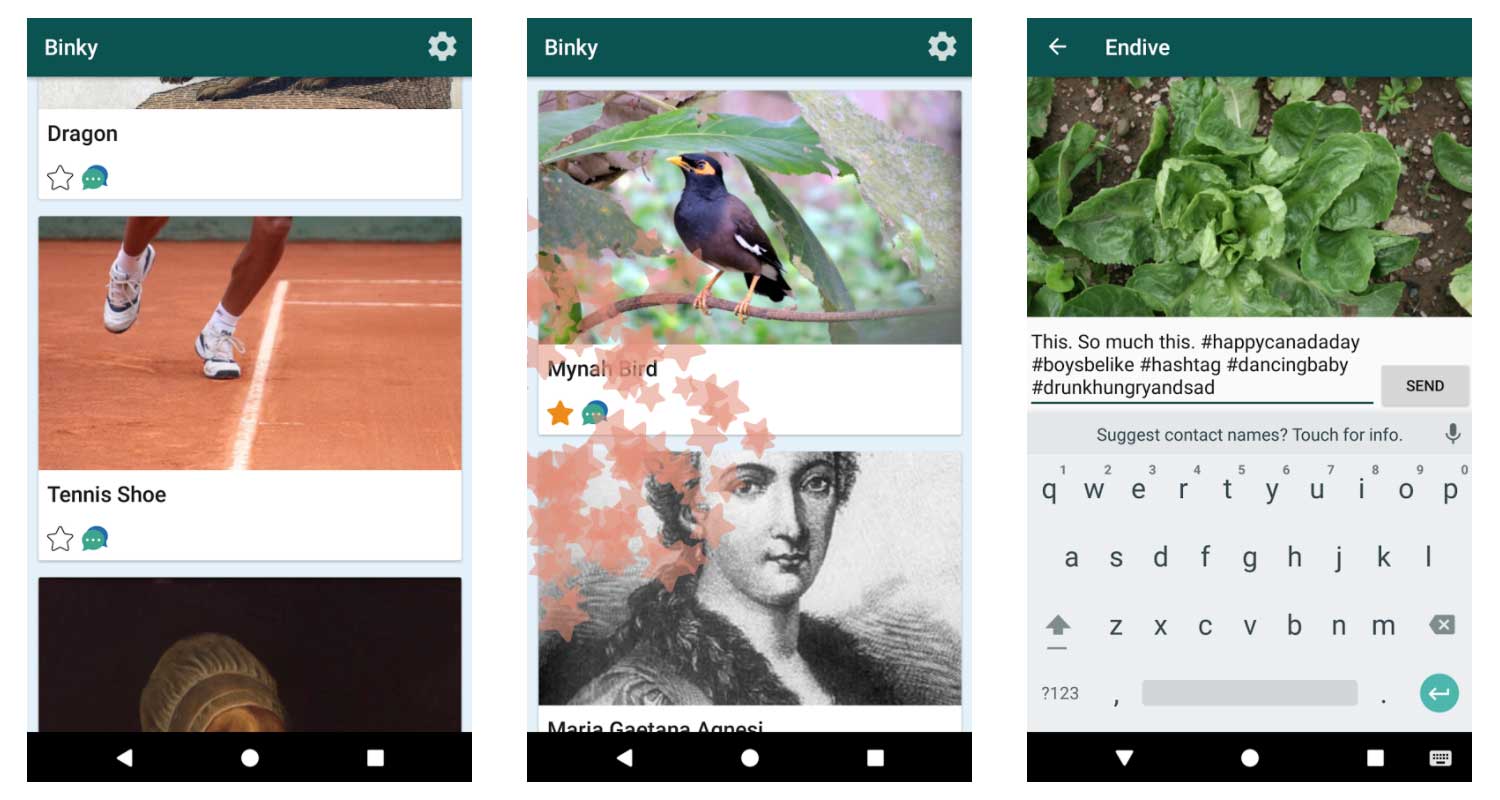 Binky
Dragon
Tennis Shoe
Binky
Mynah Bird
Maria Gaetana Agnesi
Endive
This. So much this. #happycanadaday
#boysbelike #hashtag #dancingbaby
#drunkhungryandsad
SEND
Suggest contact names? Touch for info.
1 2 3 4 5 6 7 8 9 0
q w e r t y u i o p
a s d f g h j k l
z x c v b n m
?123 , .